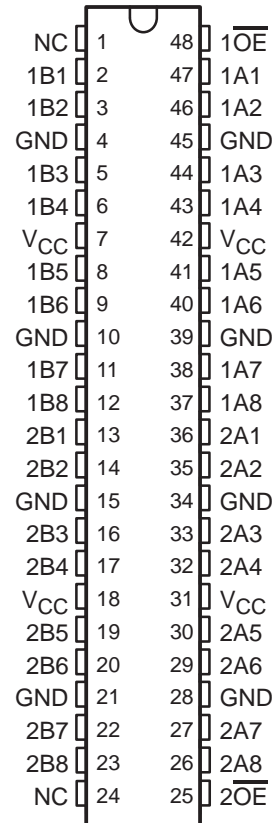 NC 1 48 1O̅E̅
1B1 2 47 1A1
1B2 3 46 1A2
GND 4 45 GND
1B3 5 44 1A3
1B4 6 43 1A4
VCC 7 42 VCC
1B5 8 41 1A5
1B6 9 40 1A6
GND 10 39 GND
1B7 11 38 1A7
1B8 12 37 1A8
2B1 13 36 2A1
2B2 14 35 2A2
GND 15 34 GND
2B3 16 33 2A3
2B4 17 32 2A4
VCC 18 31 VCC
2B5 19 30 2A5
2B6 20 29 2A6
GND 21 28 GND
2B7 22 27 2A7
2B8 23 26 2A8
NC 24 25 2O̅E̅